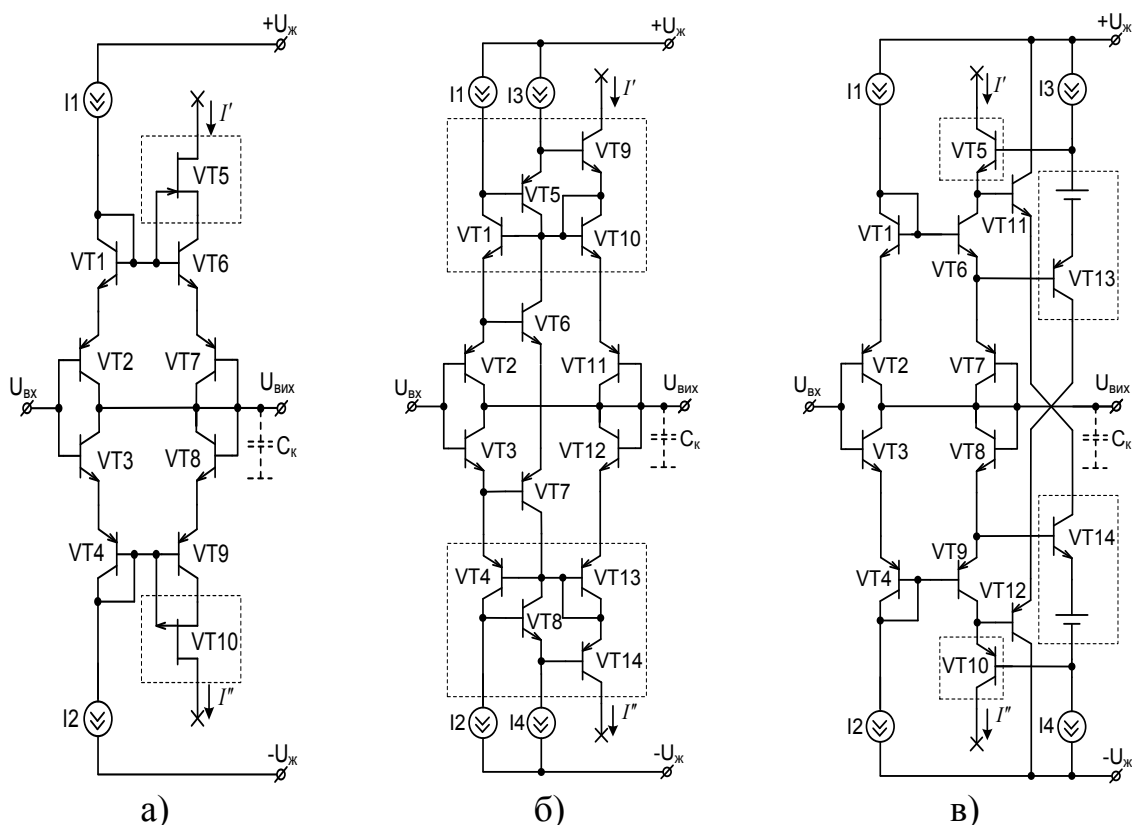 +Uж
I1
I'
VT5
VT1
VT6
VT2
VT7
Uвх
Uвих
VT3
VT8
Cк
VT4
VT9
VT10
I2
I"
-Uж
а)
+Uж
I1
I3
I'
VT9
VT5
VT1
VT10
VT6
VT2
VT11
Uвх
Uвих
VT3
VT12
Cк
VT7
VT4
VT13
VT8
VT14
I2
I4
I"
-Uж
б)
+Uж
I1
I'
I3
VT5
VT1
VT11
VT6
VT13
VT2
VT7
Uвх
Uвих
VT3
VT8
Cк
VT14
VT9
VT4
VT12
VT10
I2
I"
I4
-Uж
в)